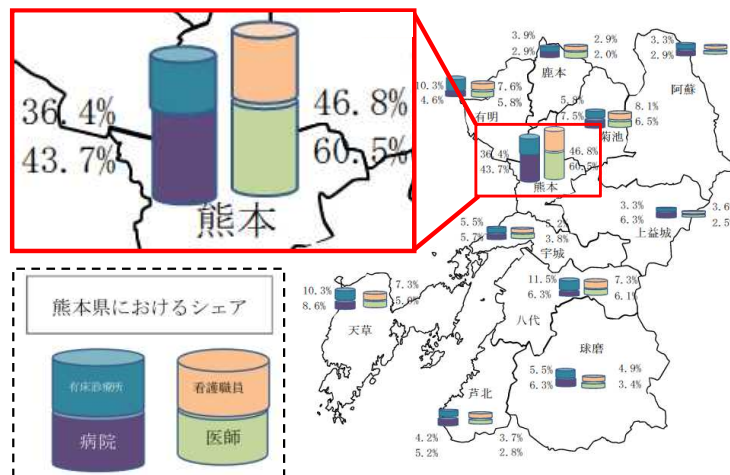 36.4%
43.7%
46.8%
60.5%
熊本
熊本県におけるシェア
有床診療所
看護職員
病院
医師
3.9%
2.9%
2.9%
2.0%
鹿本
3.3%
2.9%
阿蘇
10.3%
4.6%
7.6%
5.8%
有明
5.8%
7.5%
8.1%
6.5%
菊池
36.4%
43.7%
46.8%
60.5%
熊本
3.3%
6.3%
3.6
2.5
上益城
5.5%
5.7%
5.2%
3.8%
宇城
10.3%
8.6%
7.3%
5.0%
天草
11.5%
6.3%
7.3%
6.1%
八代
球磨
5.5%
6.3%
4.9%
3.4%
芦北
4.2%
5.2%
3.7%
2.8%